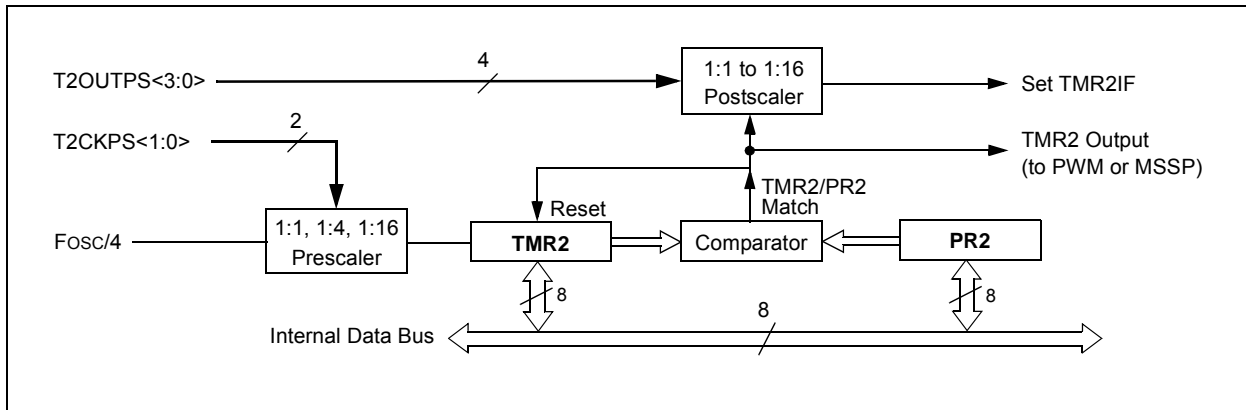 T2OUTPS<3:0>
4
1:1 to 1:16
Postscaler
Set TMR2IF
T2CKPS<1:0>
2
TMR2 Output
(to PWM or MSSP)
TMR2/PR2
Match
Reset
FOSC/4
1:1, 1:4, 1:16
Prescaler
TMR2
Comparator
PR2
8
8
8
Internal Data Bus